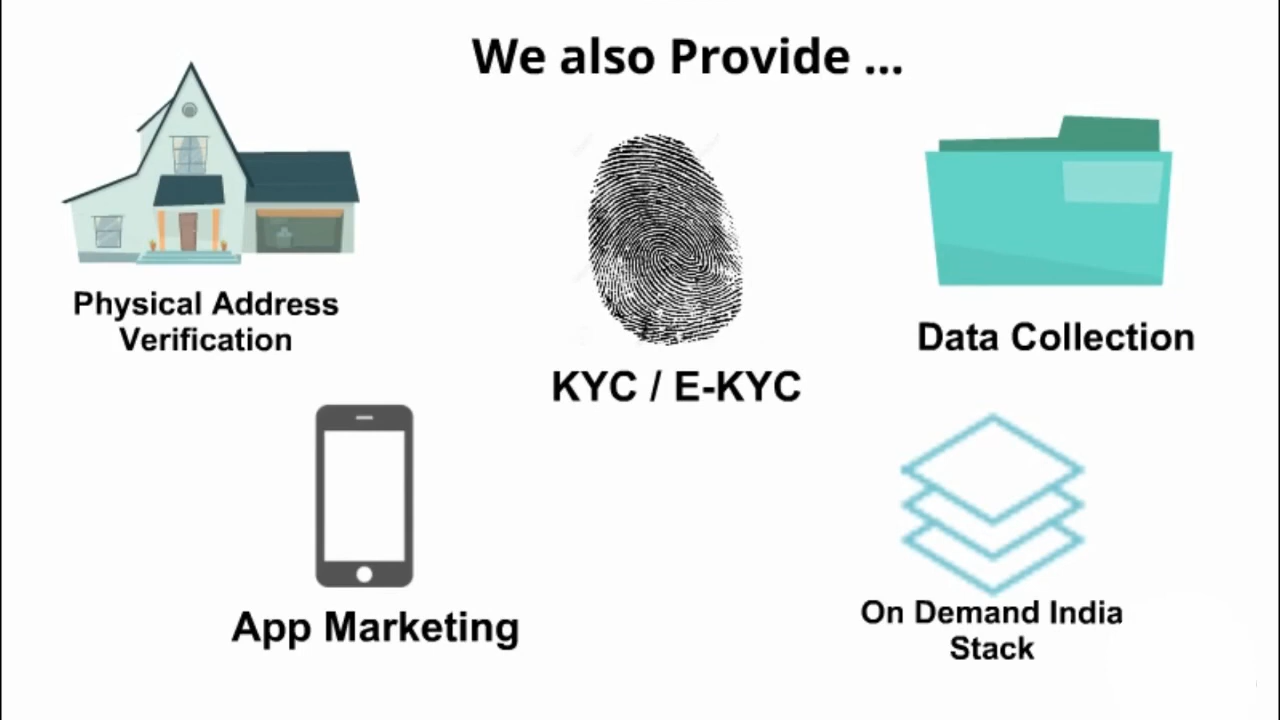 We also Provide ...
Physical Address
Verification
KYC / E-KYC
Data Collection
App Marketing
On Demand India
Stack